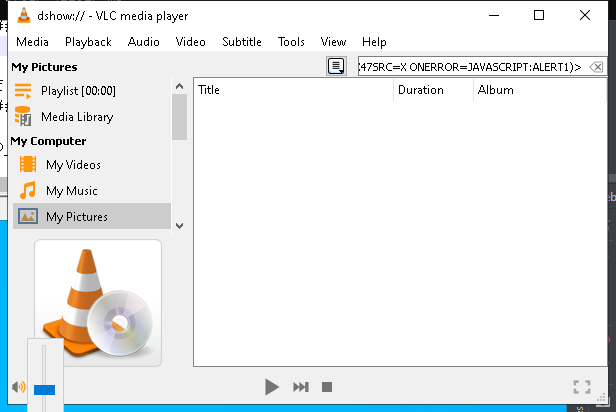 dshow:// - VLC media player
Media Playback Audio Video Subtitle Tools View Help
My Pictures
47SRC=X ONERROR=JAVASCRIPT:ALERT1)>
Playlist [00:00]
Title Duration Album
Media Library
My Computer
My Videos
My Music
My Pictures